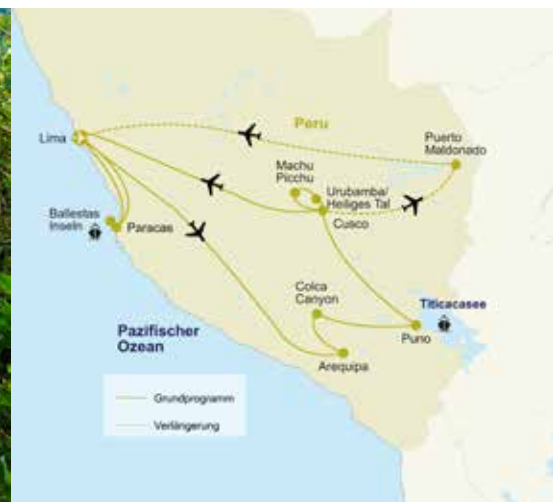 Peru
Lima
Puerto
Maldonado
Machu
Picchu
Urubamba/
Heiliges Tal
Cusco
Ballestas
Inseln
Paracas
Colca
Canyon
Titicacasee
Puno
Pazifischer
Ozean
Arequipa
Grundprogramm
Verlängerung